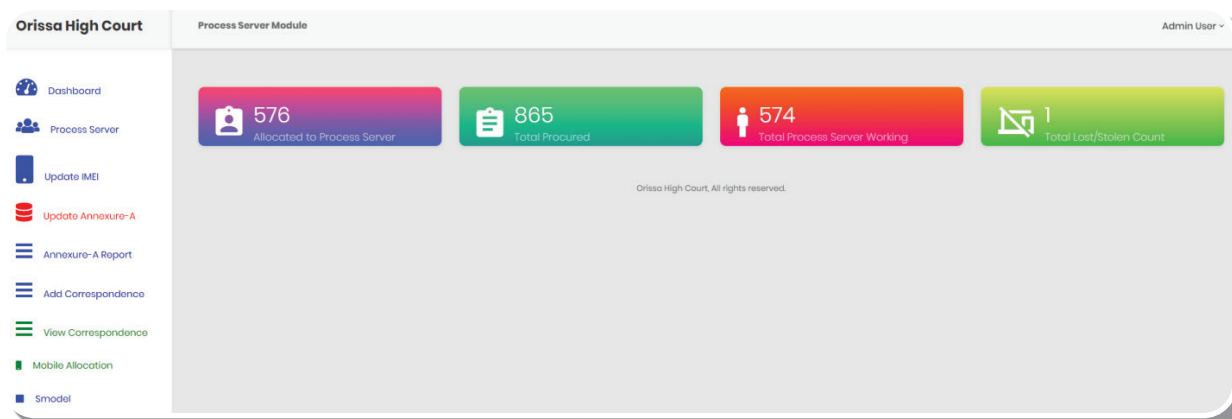 Orissa High Court
Process Server Module
Admin User
Dashboard
Process Server
Update IMEI
Update Annexure-A
Annexure-A Report
Add Correspondence
View Correspondence
Mobile Allocation
Smodel
576
Allocated to Process Server
865
Total Procured
574
Total Process Server Working
1
Total Lost/Stolen Count
Orissa High Court, All rights reserved.